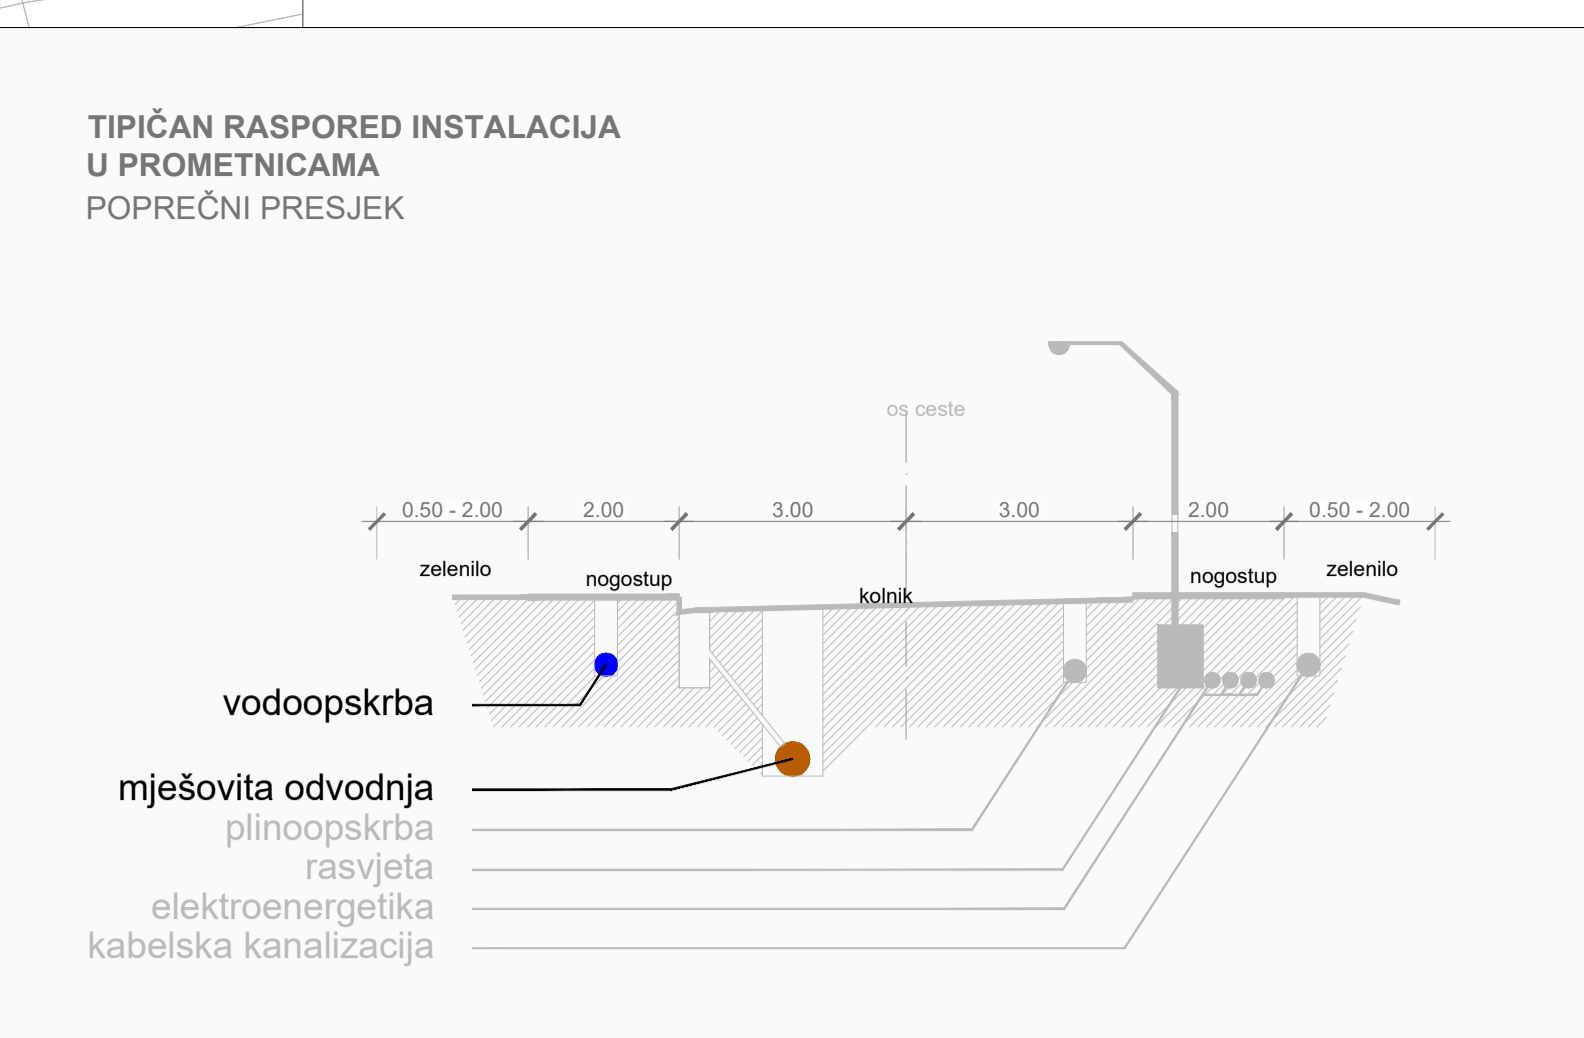 TIPIČAN RASPORED INSTALACIJA
U PROMETNICAMA
POPREČNI PRESJEK
os ceste
0.50 - 2.00 2.00 3.00 3.00 2.00 0.50 - 2.00
zelenilo nogostup kolnik nogostup zelenilo
vodoopskrba
mješovita odvodnja
plinoopskrba
rasvjeta
elektroenergetika
kabelska kanalizacija